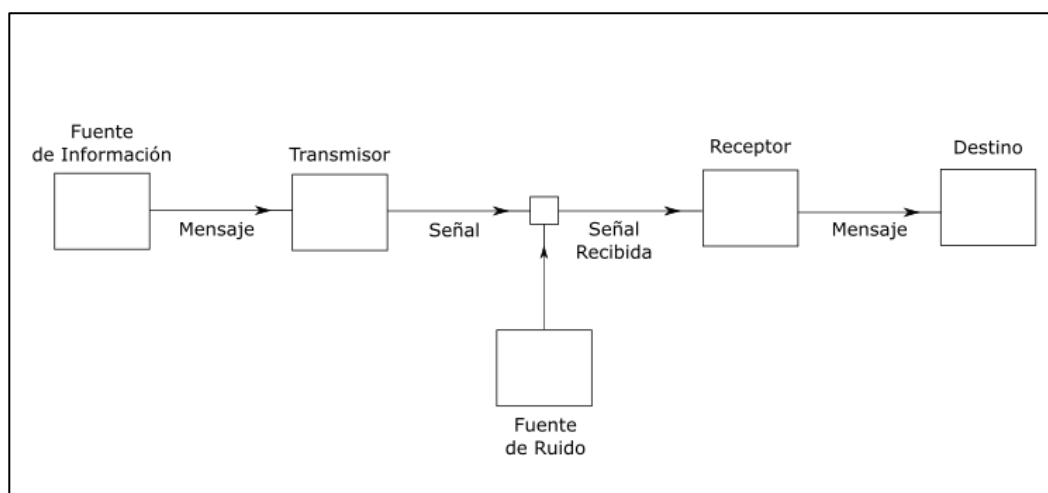 Fuente
de Información
Transmisor
Receptor
Destino
Mensaje
Señal
Señal
Recibida
Mensaje
Fuente
de Ruido